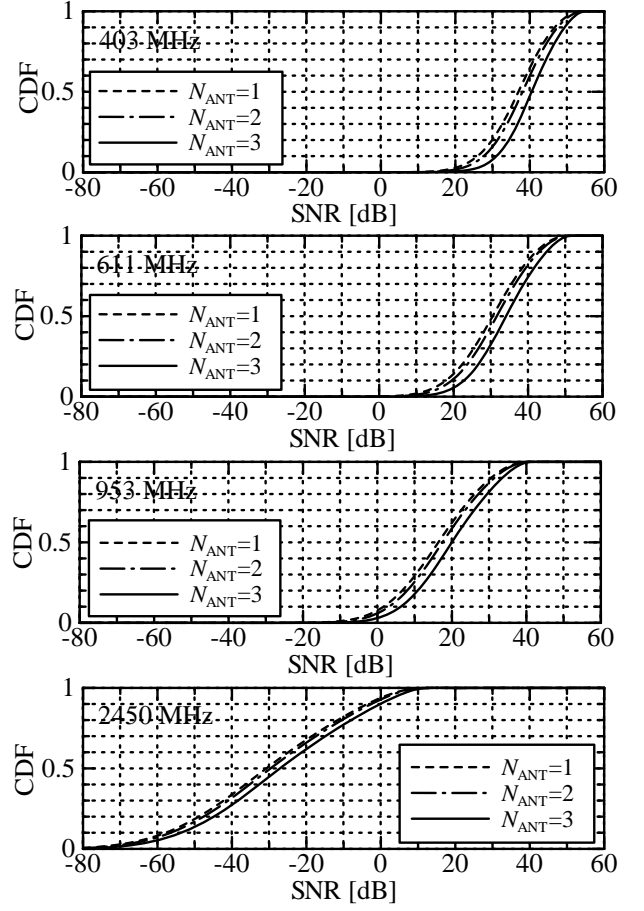 1
403 MHz
CDF
0.5
N_ANT=1
N_ANT=2
N_ANT=3
0
-80 -60 -40 -20 0 20 40 60
SNR [dB]
1
611 MHz
CDF
0.5
N_ANT=1
N_ANT=2
N_ANT=3
0
-80 -60 -40 -20 0 20 40 60
SNR [dB]
1
953 MHz
CDF
0.5
N_ANT=1
N_ANT=2
N_ANT=3
0
-80 -60 -40 -20 0 20 40 60
SNR [dB]
1
2450 MHz
CDF
0.5
N_ANT=1
N_ANT=2
N_ANT=3
0
-80 -60 -40 -20 0 20 40 60
SNR [dB]